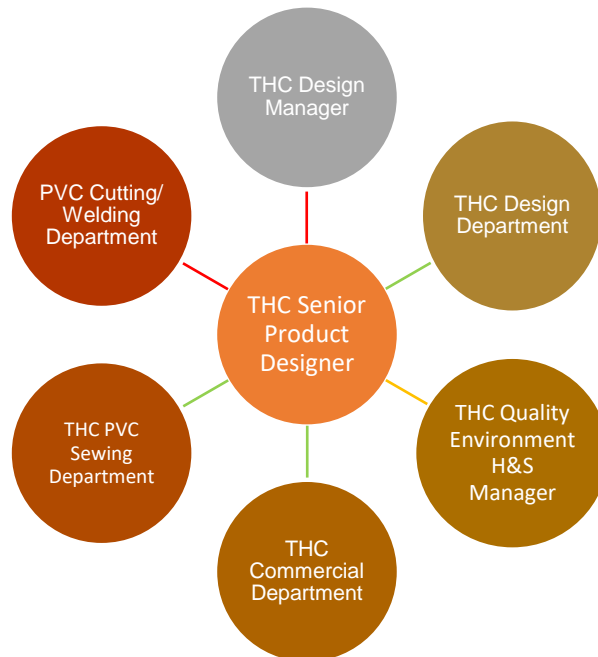 THC Design
Manager
PVC Cutting/
Welding
Department
THC Design
Department
THC Senior
Product
Designer
THC PVC
Sewing
Department
THC Quality
Environment
H&S
Manager
THC
Commercial
Department